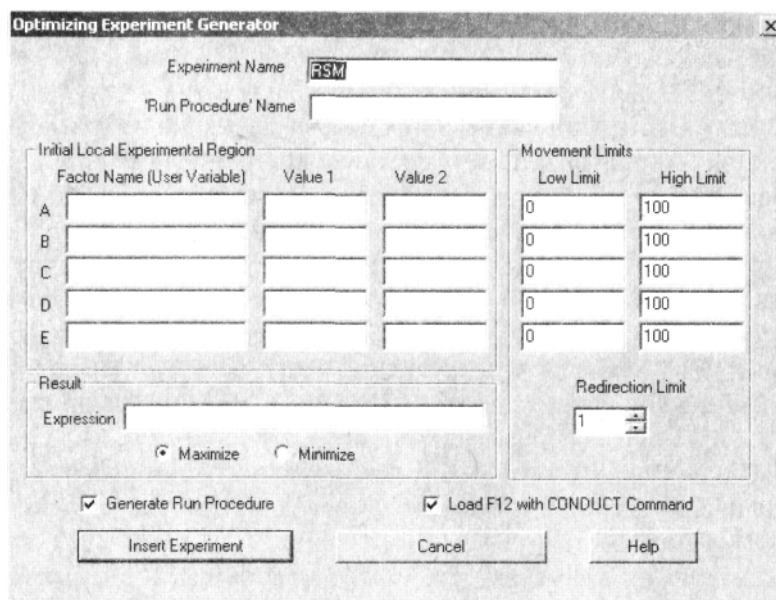 Optimizing Experiment Generator
Experiment Name RSM
'Run Procedure' Name
Initial Local Experimental Region
Factor Name (User Variable) Value 1 Value 2
A
B
C
D
E
Movement Limits
Low Limit High Limit
0 100
0 100
0 100
0 100
0 100
Result
Expression
Maximize Minimize
Redirection Limit
1
Generate Run Procedure Load F12 with CONDUCT Command
Insert Experiment Cancel Help